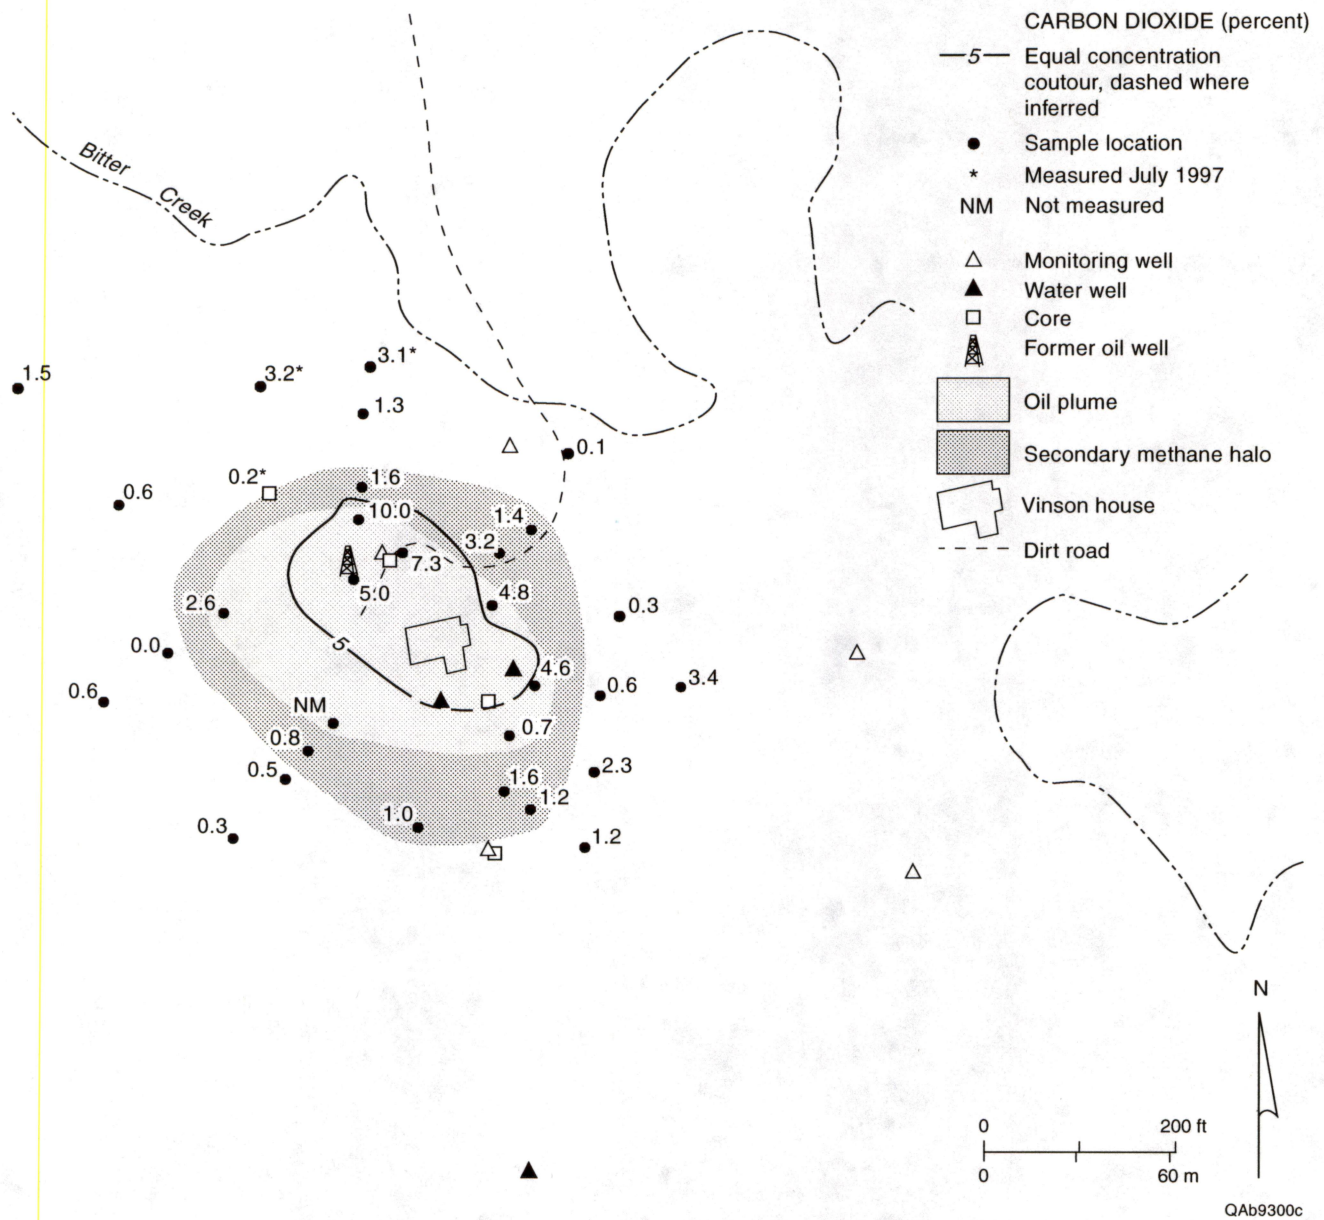 CARBON DIOXIDE (percent)
5 Equal concentration
coutour, dashed where
inferred
Sample location
* Measured July 1997
NM Not measured
Monitoring well
Water well
Core
Former oil well
Oil plume
Secondary methane halo
Vinson house
Dirt road
Bitter
Creek
3.1*
1.5
3.2*
1.3
0.1
0.2*
1.6
0.6
10.0
1.4
3.2
7.3
5.0
4.8
2.6
0.3
5
0.0
4.6
3.4
0.6
0.6
NM
0.7
0.8
0.5
2.3
1.6
1.2
1.0
0.3
1.2
N
0 200 ft
0 60 m
QAb9300c